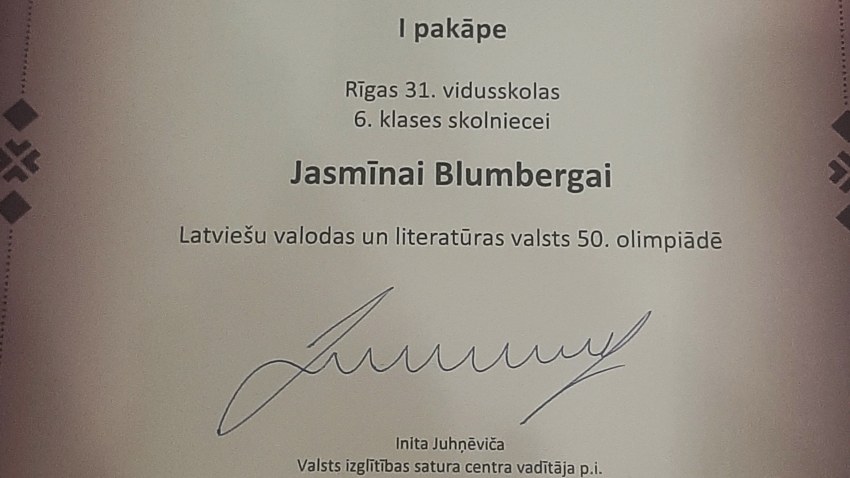 I pakāpe
Rīgas 31. vidusskolas
6. klases skolniecei
Jasmīnai Blumbergai
Latviešu valodas un literatūras valsts 50. olimpiādē
Inita Juhņēviča
Valsts izglītības satura centra vadītāja p.i.